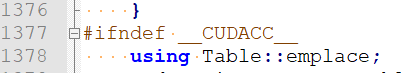 1376 }
1377 #ifndef __CUDACC__
1378 using Table::emplace;